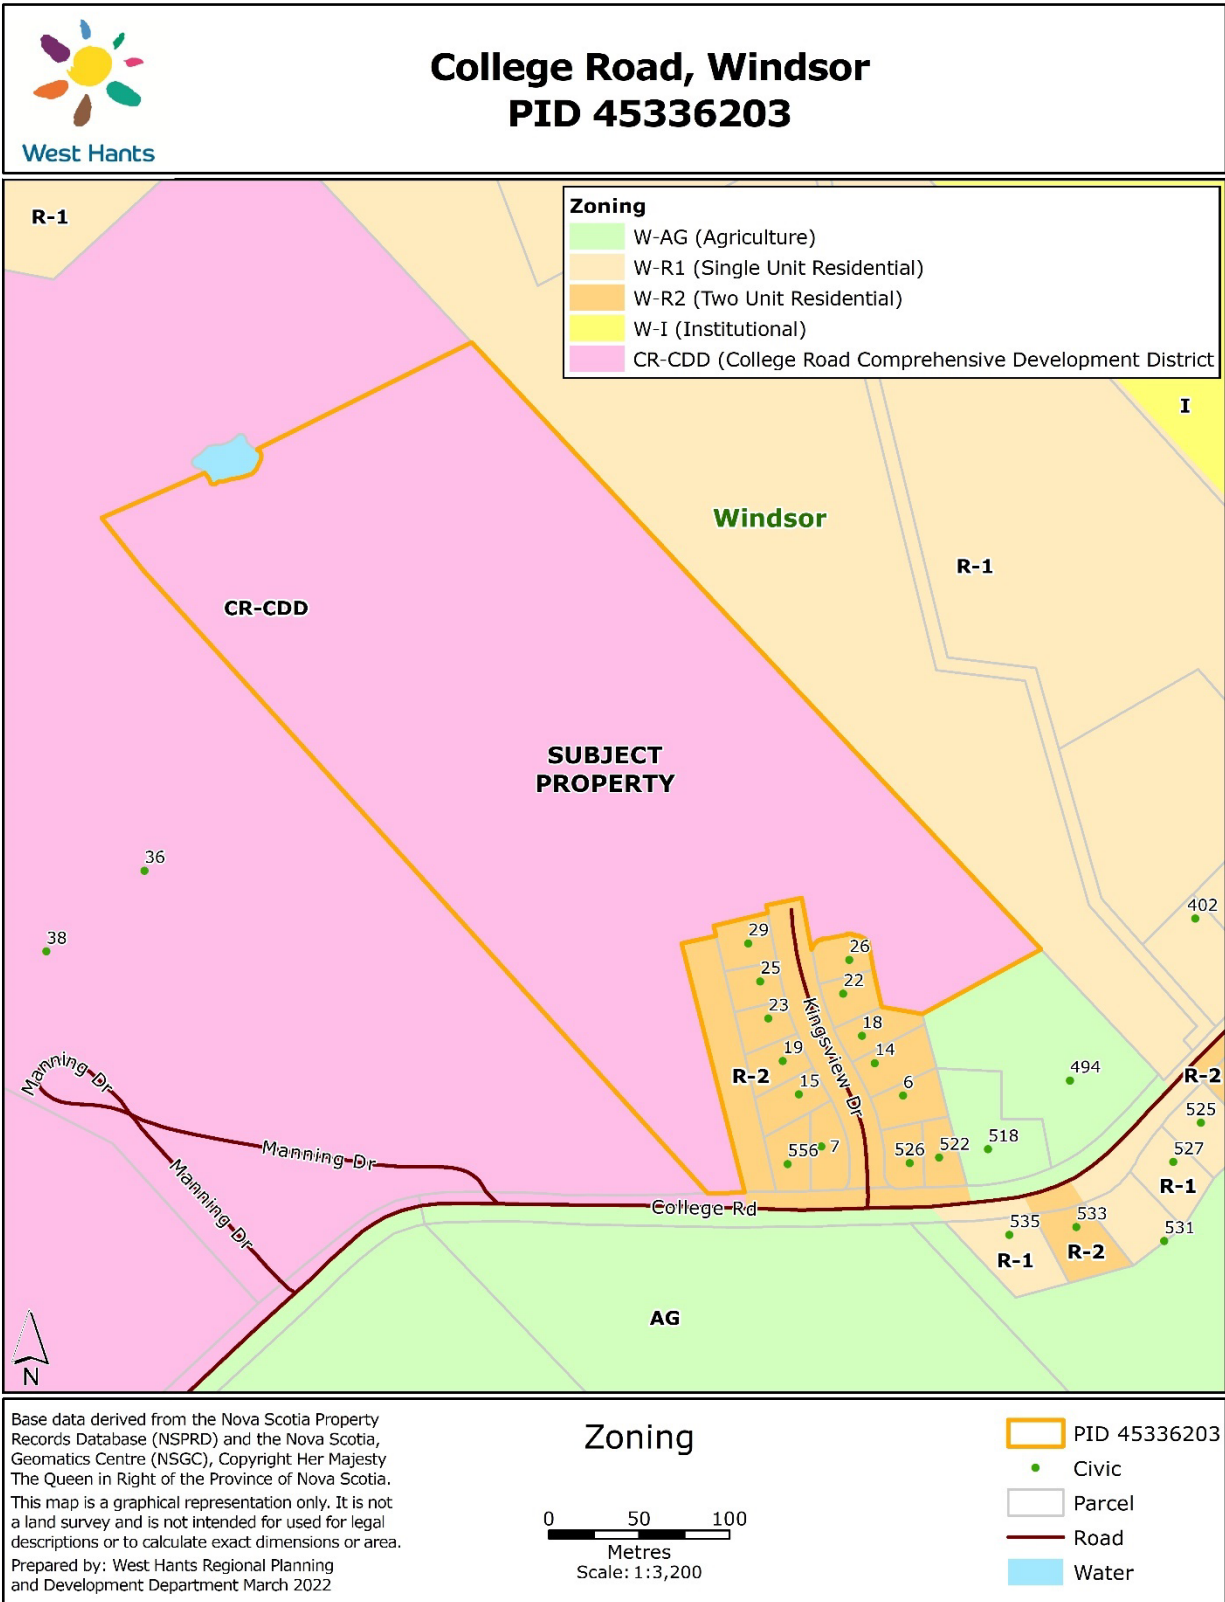 West Hants
College Road, Windsor
PID 45336203
Zoning
W-AG (Agriculture)
W-R1 (Single Unit Residential)
W-R2 (Two Unit Residential)
W-I (Institutional)
CR-CDD (College Road Comprehensive Development District
R-1
I
Windsor
R-1
CR-CDD
SUBJECT
PROPERTY
36
38
402
29
26
25
22
23
18
19
14
15
6
7
556
526
522
518
494
R-2
Kingsview Dr
R-2
525
527
R-1
531
533
R-2
535
R-1
Manning Dr
Manning Dr
Manning Dr
College Rd
AG
N
Base data derived from the Nova Scotia Property
Records Database (NSPRD) and the Nova Scotia,
Geomatics Centre (NSGC), Copyright Her Majesty
The Queen in Right of the Province of Nova Scotia.
This map is a graphical representation only. It is not
a land survey and is not intended for used for legal
descriptions or to calculate exact dimensions or area.
Prepared by: West Hants Regional Planning
and Development Department March 2022
Zoning
0 50 100
Metres
Scale: 1:3,200
PID 45336203
Civic
Parcel
Road
Water